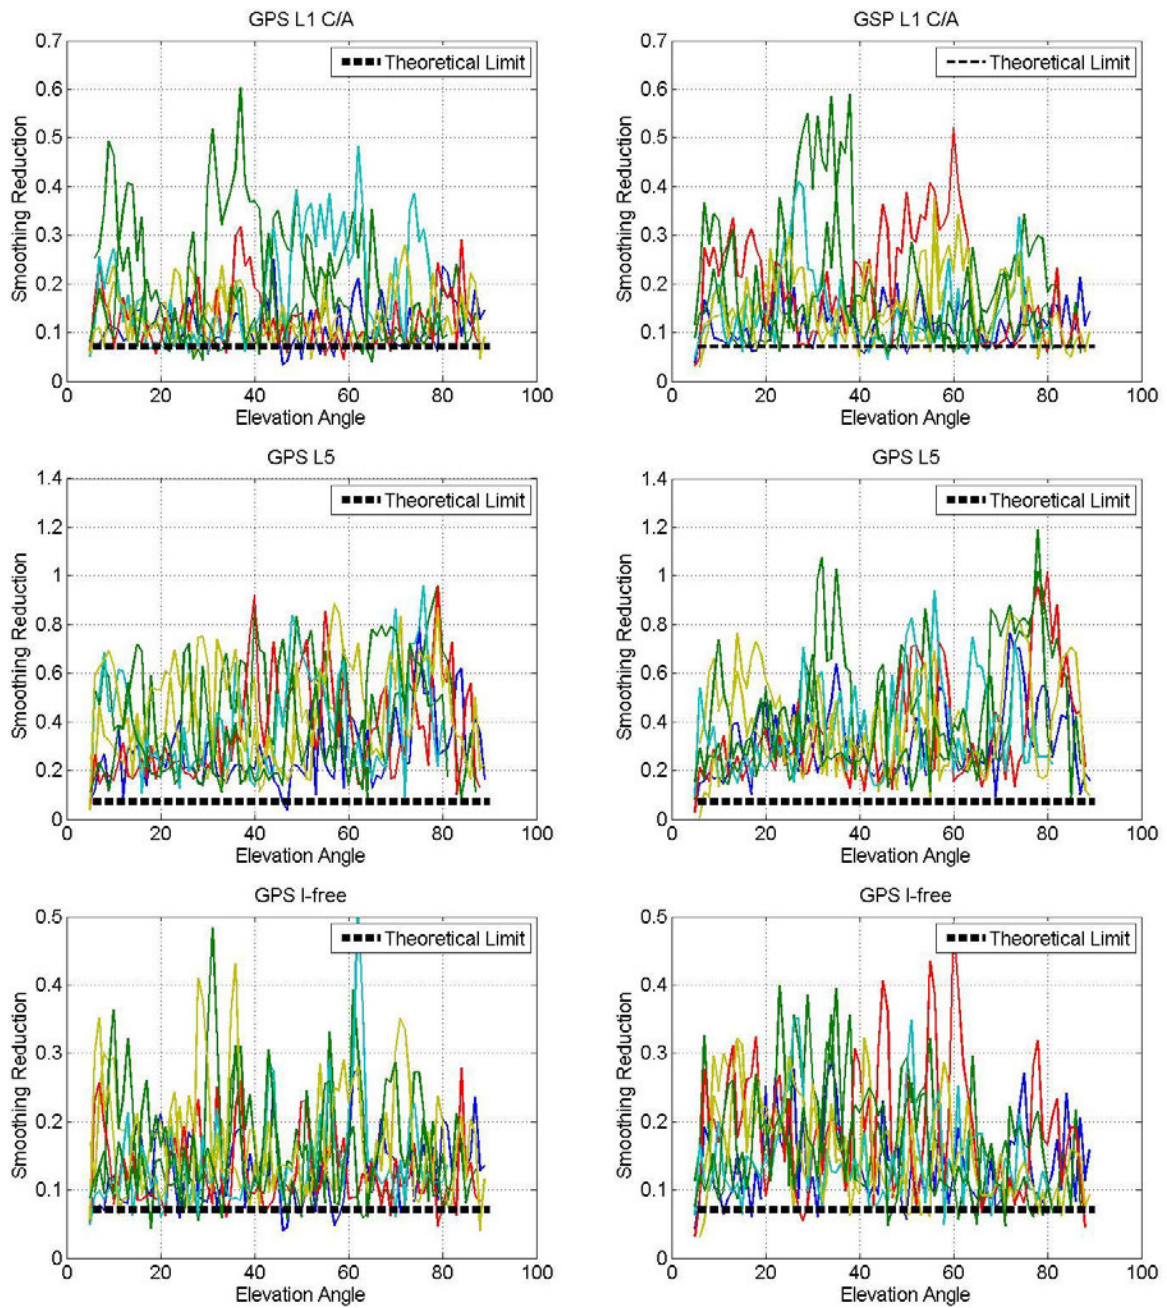 GPS L1 C/A
0.7
0.6
0.5
0.4
0.3
0.2
0.1
0
Smoothing Reduction
Theoretical Limit
0 20 40 60 80 100
Elevation Angle
GSP L1 C/A
0.7
0.6
0.5
0.4
0.3
0.2
0.1
0
Smoothing Reduction
Theoretical Limit
0 20 40 60 80 100
Elevation Angle
GPS L5
1.4
1.2
1
0.8
0.6
0.4
0.2
0
Smoothing Reduction
Theoretical Limit
0 20 40 60 80 100
Elevation Angle
GPS L5
1.4
1.2
1
0.8
0.6
0.4
0.2
0
Smoothing Reduction
Theoretical Limit
0 20 40 60 80 100
Elevation Angle
GPS I-free
0.5
0.4
0.3
0.2
0.1
0
Smoothing Reduction
Theoretical Limit
0 20 40 60 80 100
Elevation Angle
GPS I-free
0.5
0.4
0.3
0.2
0.1
0
Smoothing Reduction
Theoretical Limit
0 20 40 60 80 100
Elevation Angle